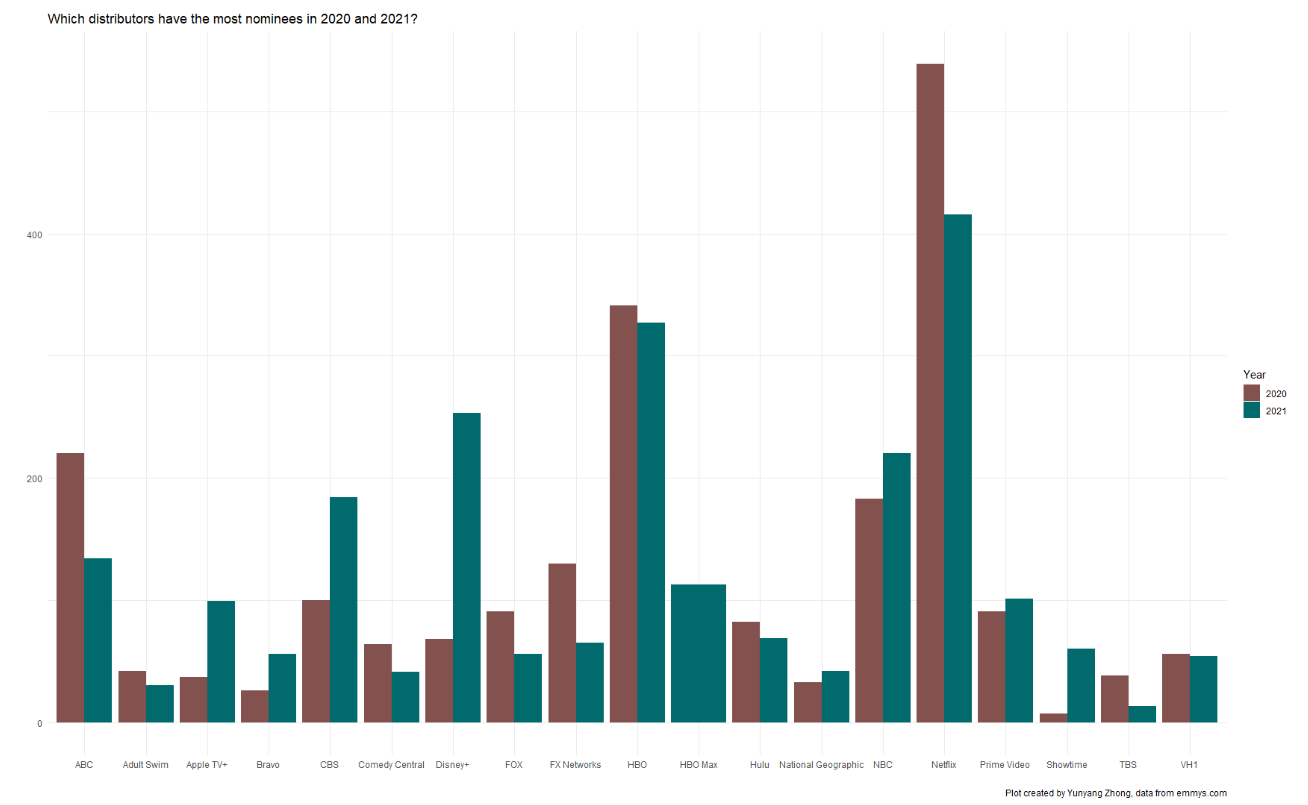 Which distributors have the most nominees in 2020 and 2021?
400
200
0
ABC Adult Swim Apple TV+ Bravo CBS Comedy Central Disney+ FOX FX Networks HBO HBO Max Hulu National Geographic NBC Netflix Prime Video Showtime TBS VH1
Year
2020
2021
Plot created by Yunyang Zhong, data from emmys.com